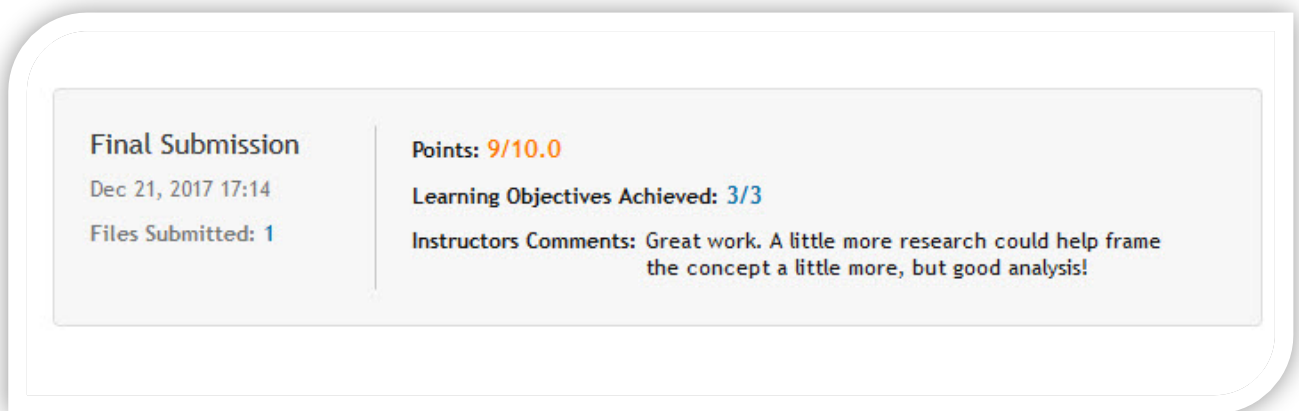 Final Submission
Dec 21, 2017 17:14
Files Submitted: 1
Points: 9/10.0
Learning Objectives Achieved: 3/3
Instructors Comments: Great work. A little more research could help frame
the concept a little more, but good analysis!